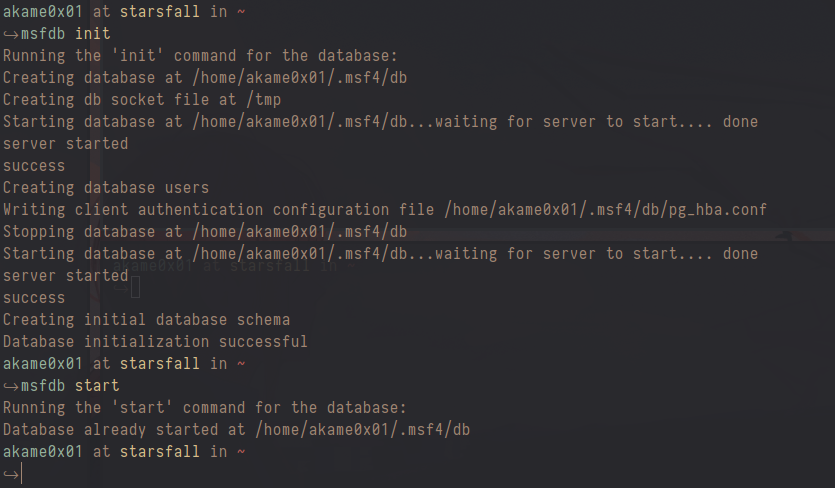 akame0x01 at starsfall in ~
↪msfdb init
Running the 'init' command for the database:
Creating database at /home/akame0x01/.msf4/db
Creating db socket file at /tmp
Starting database at /home/akame0x01/.msf4/db...waiting for server to start.... done
server started
success
Creating database users
Writing client authentication configuration file /home/akame0x01/.msf4/db/pg_hba.conf
Stopping database at /home/akame0x01/.msf4/db
Starting database at /home/akame0x01/.msf4/db...waiting for server to start.... done
akame0x01 at starsfall in ~
server started
success
Creating initial database schema
Database initialization successful
akame0x01 at starsfall in ~
↪msfdb start
Running the 'start' command for the database:
Database already started at /home/akame0x01/.msf4/db
akame0x01 at starsfall in ~
↪